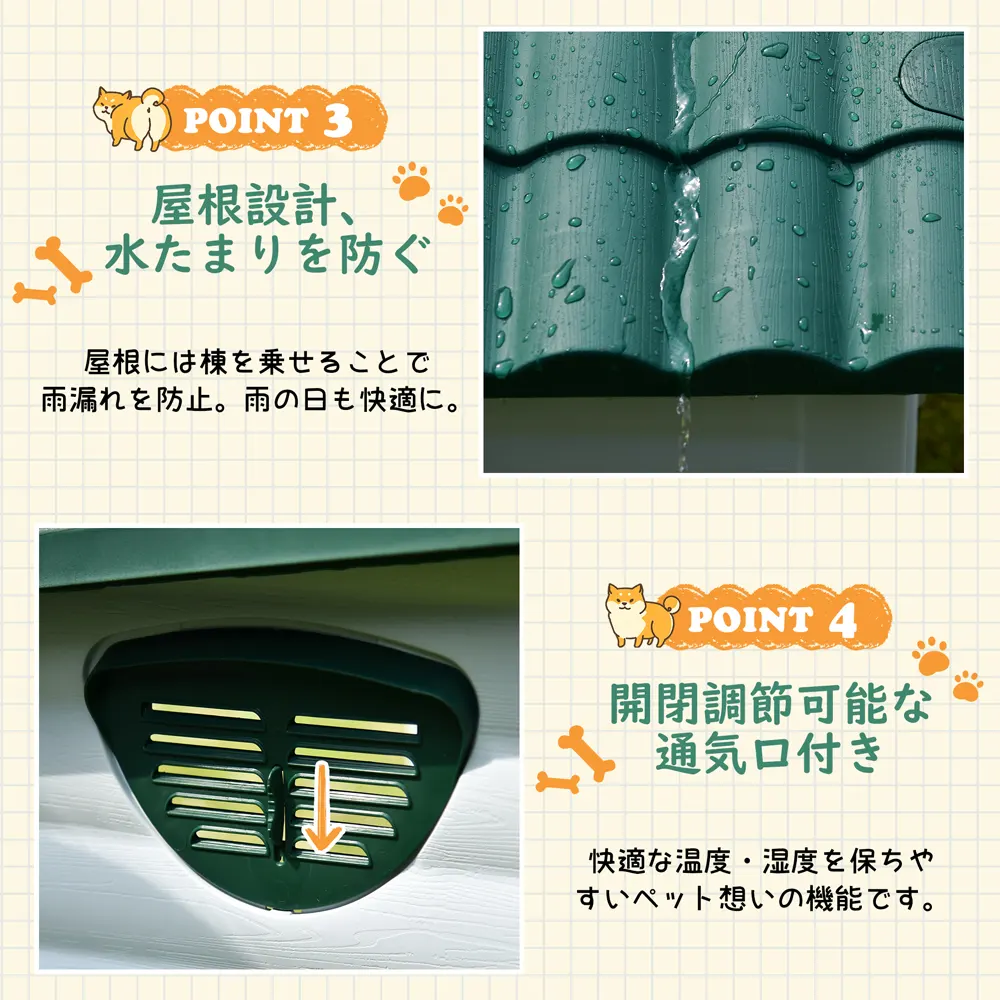 POINT 3
屋根設計、
水たまりを防ぐ
屋根には棟を乗せることで
雨漏れを防止。雨の日も快適に。
POINT 4
開閉調節可能な
通気口付き
快適な温度・湿度を保ちや
すいペット想いの機能です。